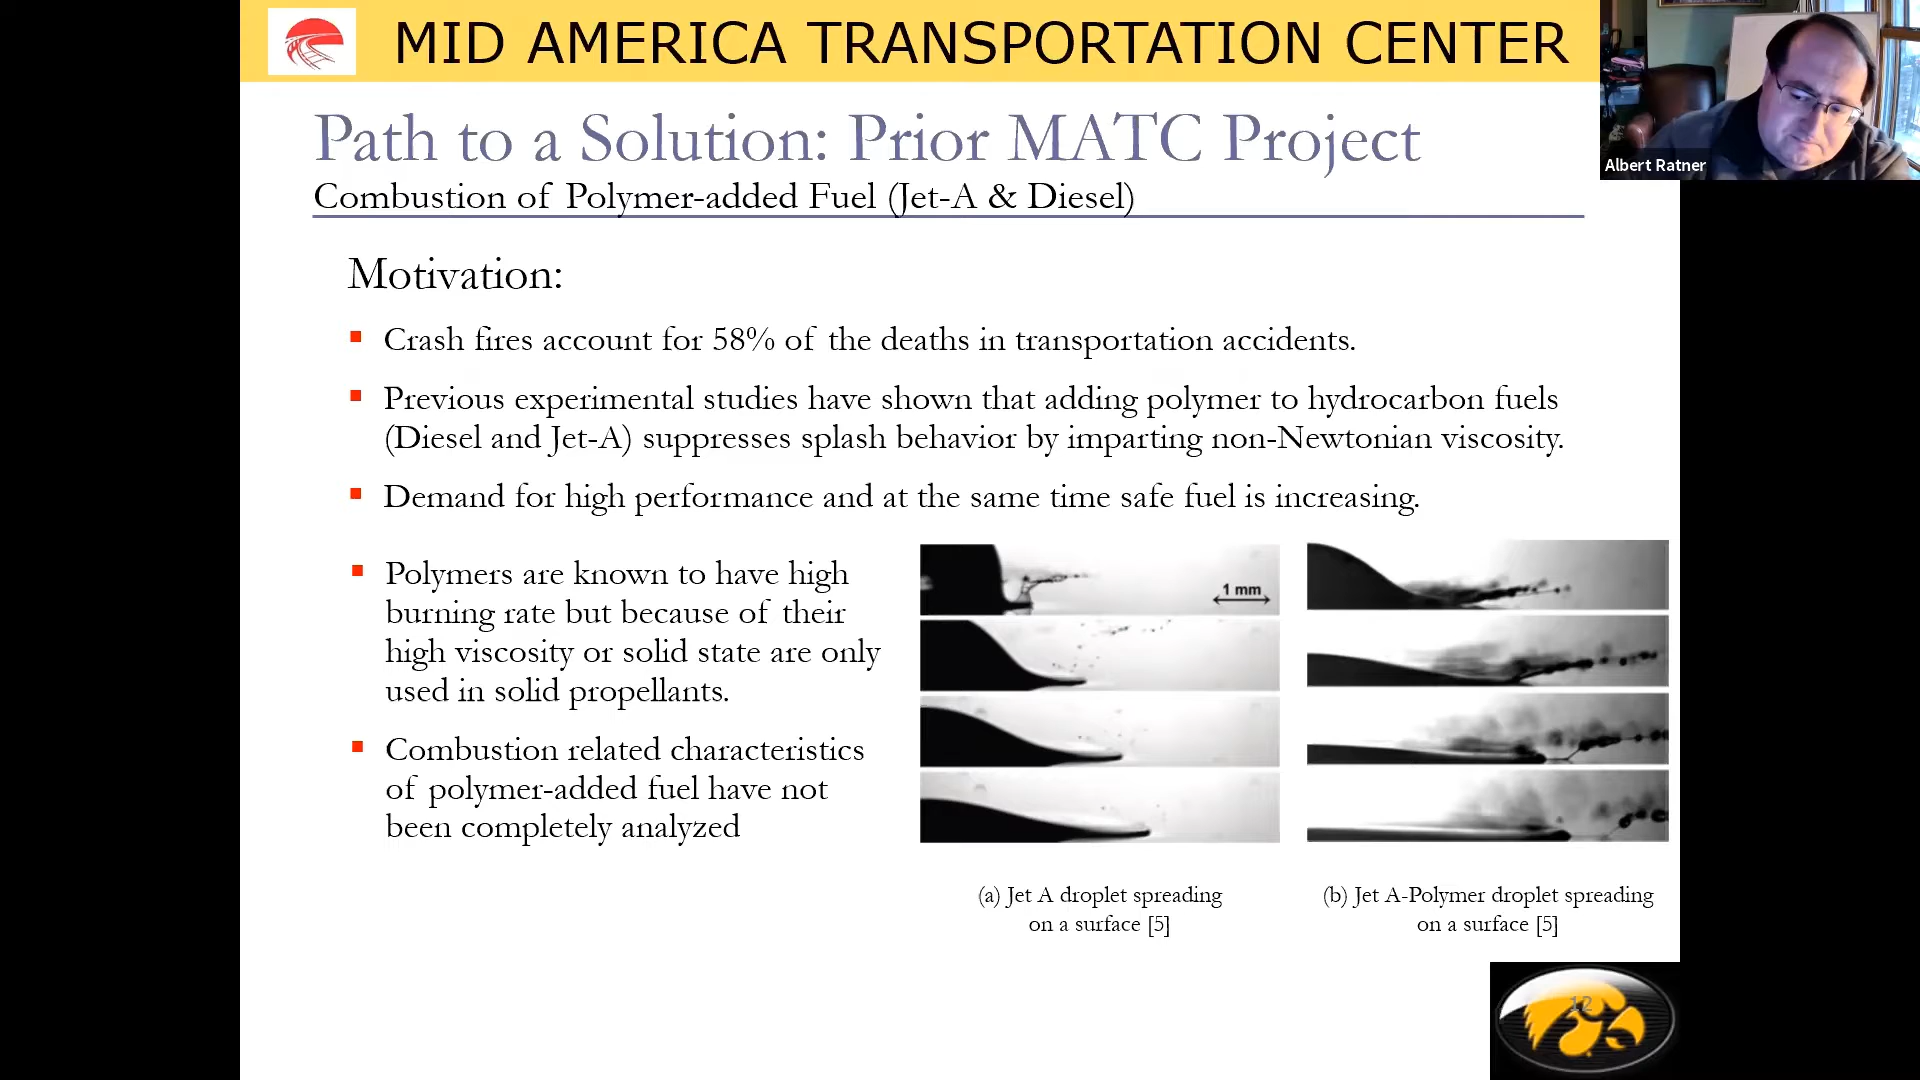 MID AMERICA TRANSPORTATION CENTER
Albert Ratner
Path to a Solution: Prior MATC Project
Combustion of Polymer-added Fuel (Jet-A & Diesel)
Motivation:
Crash fires account for 58% of the deaths in transportation accidents.
Previous experimental studies have shown that adding polymer to hydrocarbon fuels
(Diesel and Jet-A) suppresses splash behavior by imparting non-Newtonian viscosity.
Demand for high performance and at the same time safe fuel is increasing.
Polymers are known to have high
burning rate but because of their
high viscosity or solid state are only
used in solid propellants.
Combustion related characteristics
of polymer-added fuel have not
been completely analyzed
1 mm
(a) Jet A droplet spreading
on a surface [5]
(b) Jet A-Polymer droplet spreading
on a surface [5]
12